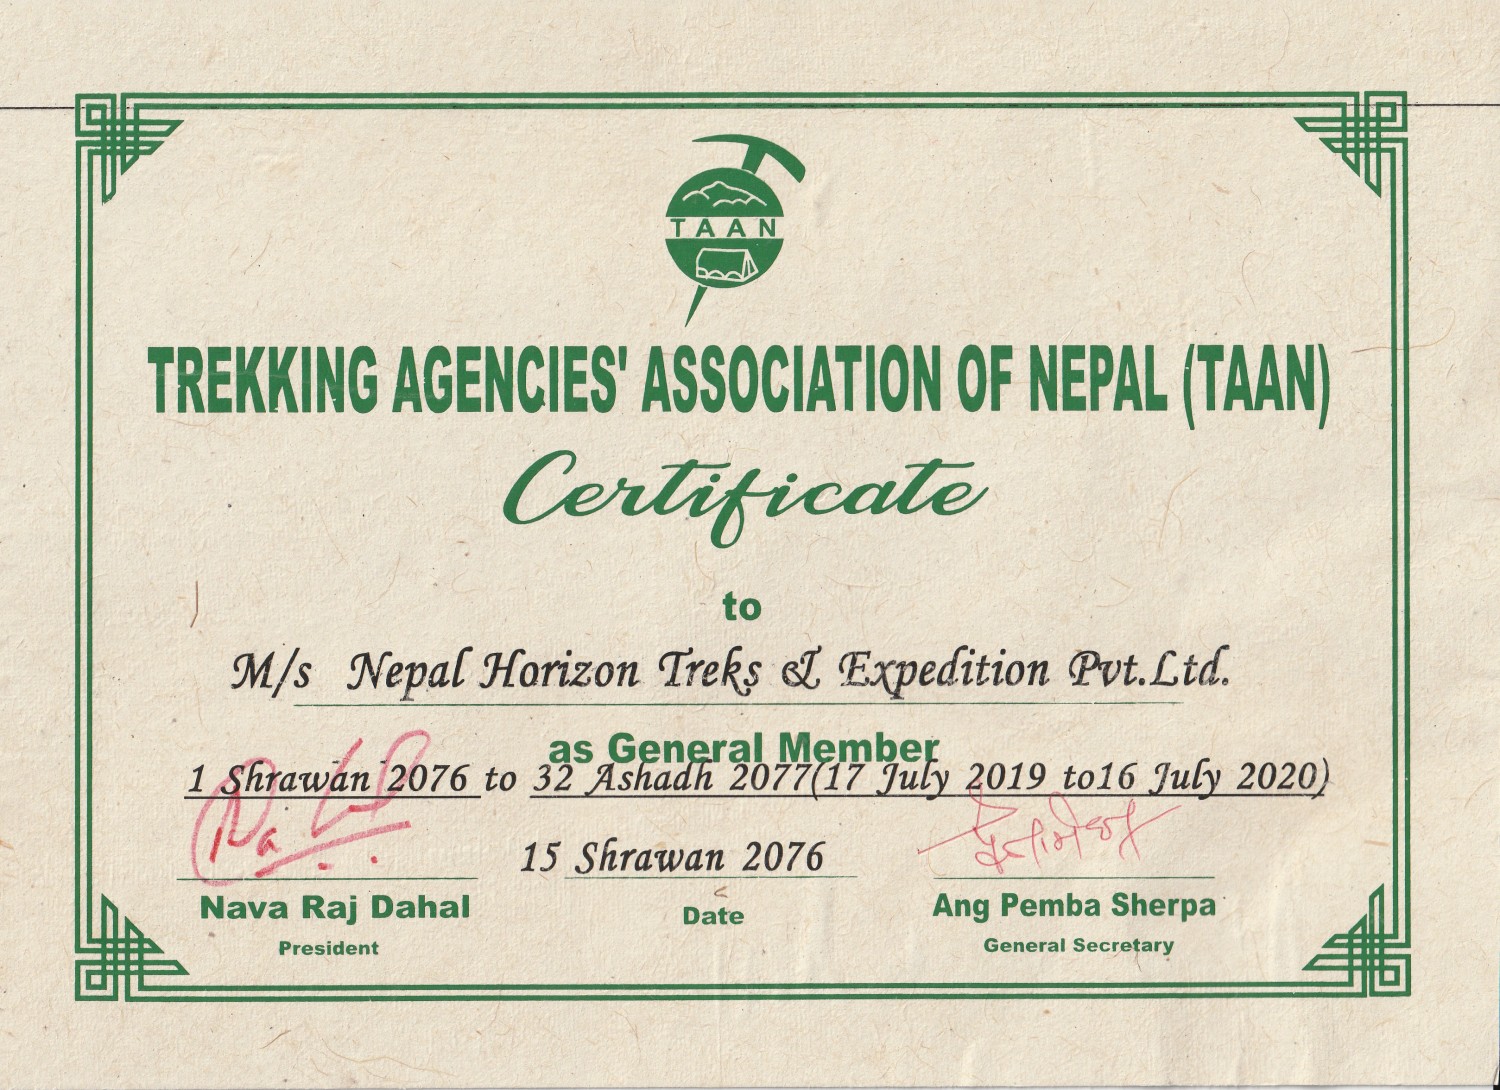 TAAN
TREKKING AGENCIES' ASSOCIATION OF NEPAL (TAAN)
Certificate
to
M/s Nepal Horizon Treks & Expedition Pvt.Ltd.
as General Member
1 Shrawan 2076 to 32 Ashadh 2077(17 July 2019 to16 July 2020)
15 Shrawan 2076
Nava Raj Dahal
Date
Ang Pemba Sherpa
President
General Secretary